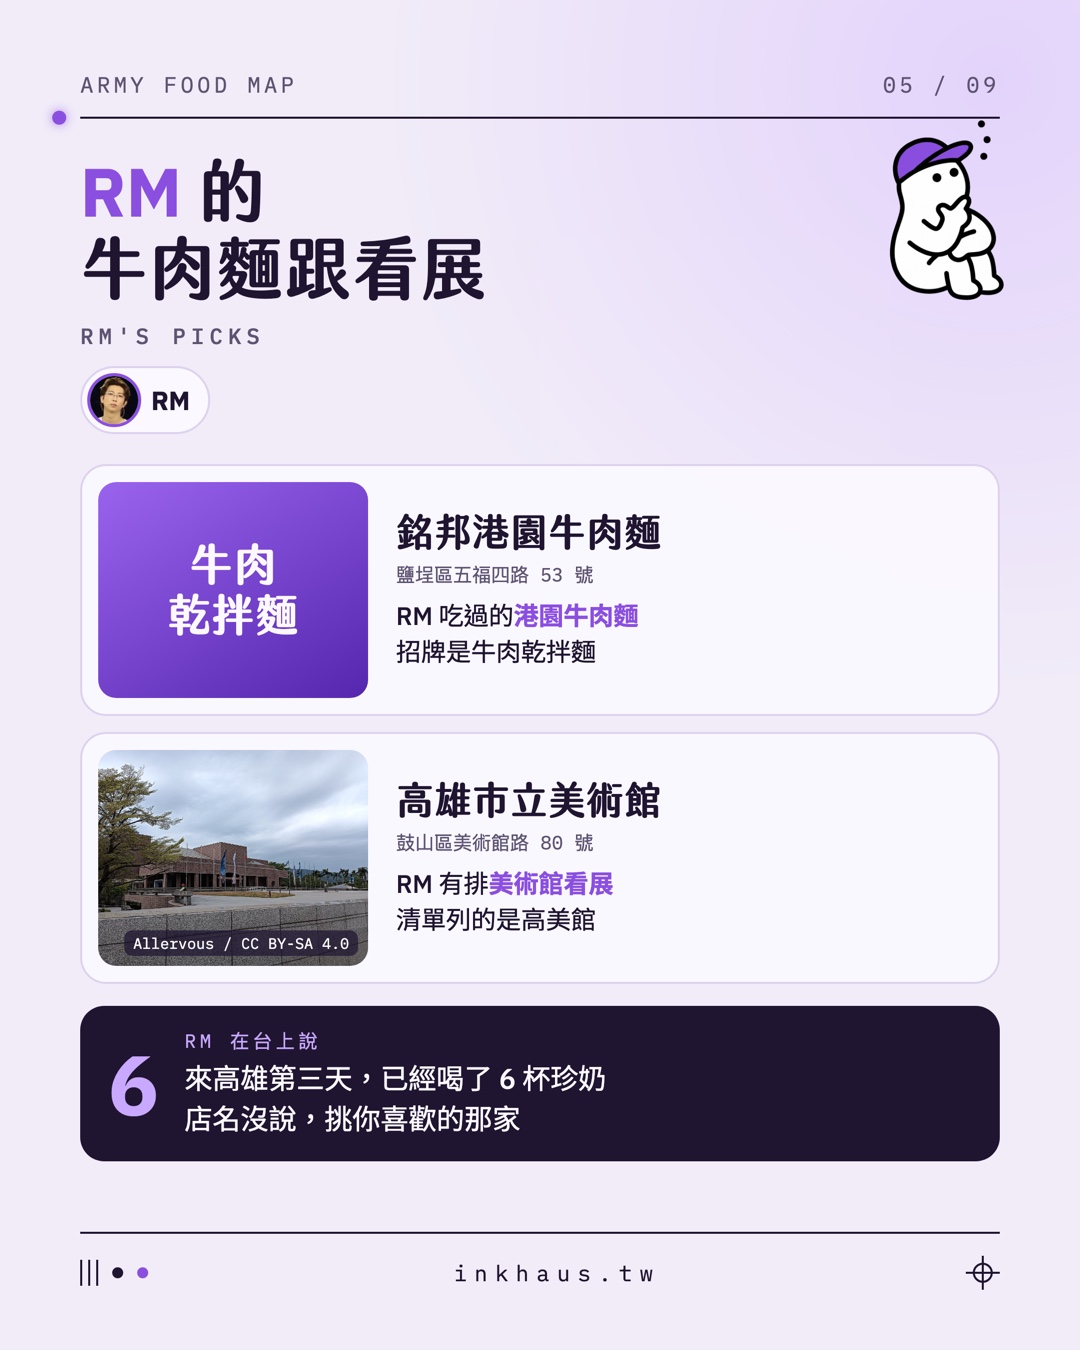 ARMY FOOD MAP
05 / 09
RM 的
牛肉麵跟看展
RM'S PICKS
RM
牛肉
乾拌麵
銘邦港園牛肉麵
鹽埕區五福四路 53 號
RM 吃過的港園牛肉麵
招牌是牛肉乾拌麵
Allervous / CC BY-SA 4.0
高雄市立美術館
鼓山區美術館路 80 號
RM 有排美術館看展
清單列的是高美館
6
RM 在台上說
來高雄第三天，已經喝了 6 杯珍奶
店名沒說，挑你喜歡的那家
inkhaus.tw